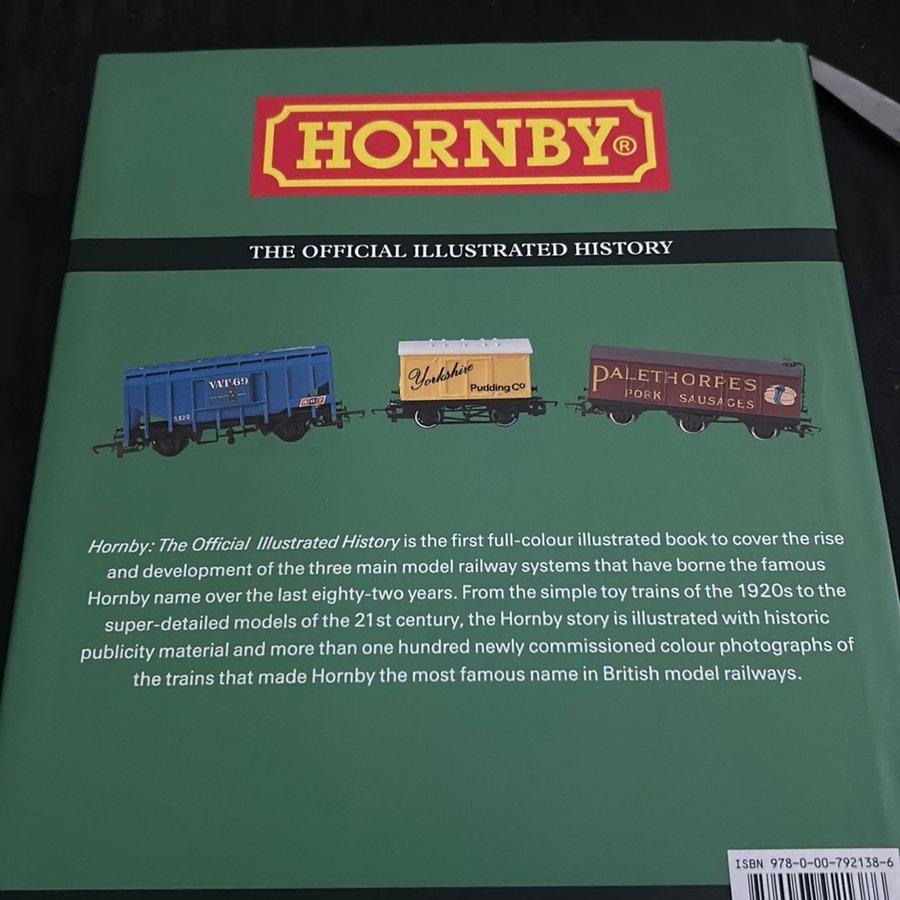 HORNBY®
THE OFFICIAL ILLUSTRATED HISTORY
VAT 69
5820
BRT
Yorkshire
Pudding Co
PALETHORPES
PORK SAUSAGES
Hornby: The Official Illustrated History is the first full-colour illustrated book to cover the rise
and development of the three main model railway systems that have borne the famous
Hornby name over the last eighty-two years. From the simple toy trains of the 1920s to the
super-detailed models of the 21st century, the Hornby story is illustrated with historic
publicity material and more than one hundred newly commissioned colour photographs of
the trains that made Hornby the most famous name in British model railways.
ISBN 978-0-00-792138-6